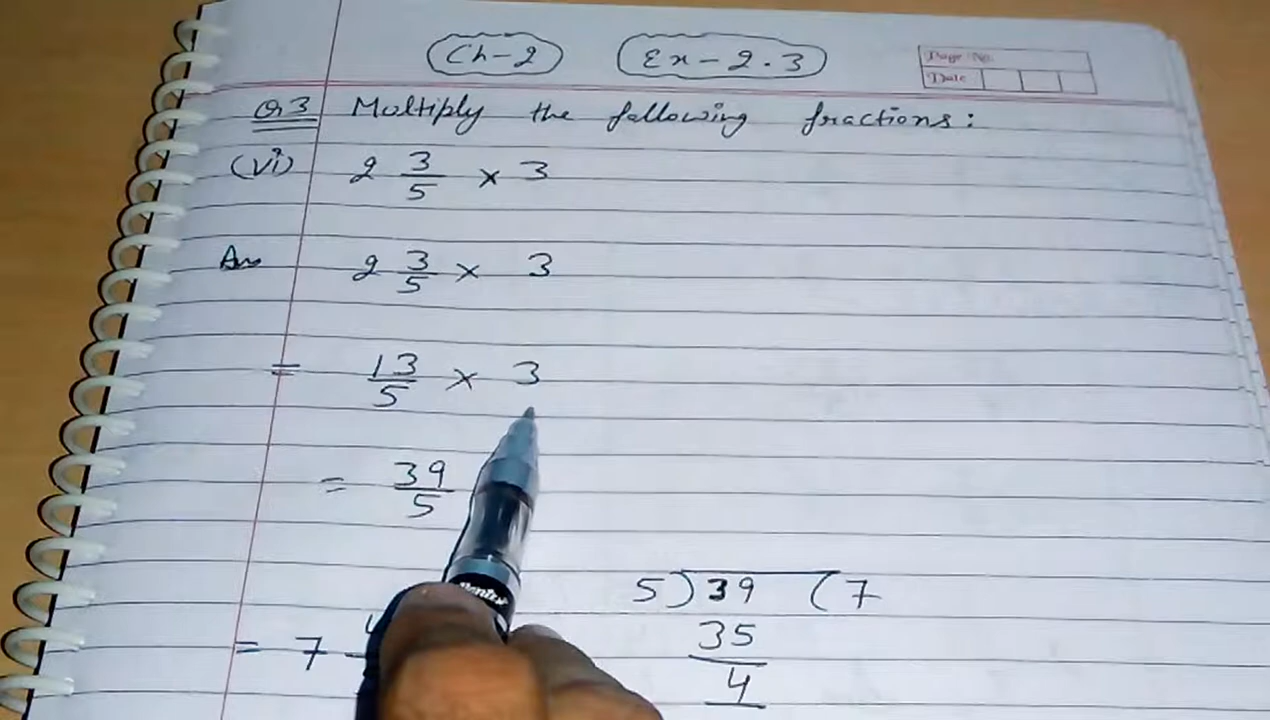 Ch-2 Ex-2.3
Page No.
Date
Q3 Multiply the following fractions:
(vi) 2 3/5 × 3
Ans 2 3/5 × 3
= 13/5 × 3
= 39/5
5)39(7
35
= 7
4